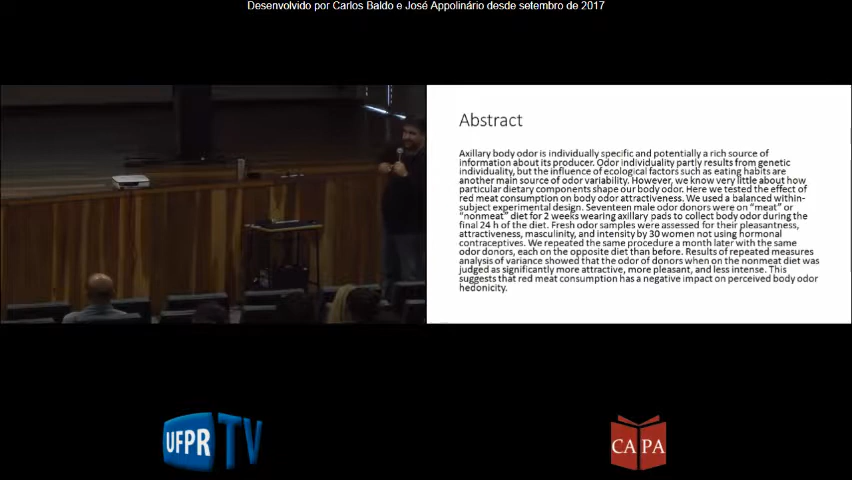 Desenvolvido por Carlos Baldo e José Appolinário desde setembro de 2017
Abstract
Axillary body odor is individually specific and potentially a rich source of
information about its producer. Odor individuality partly results from genetic
individuality, but the influence of ecological factors such as eating habits are
another main source of odor variability. However, we know very little about how
particular dietary components shape our body odor. Here we tested the effect of
red meat consumption on body odor attractiveness. We used a balanced within-
subject experimental design. Seventeen male odor donors were on “meat” or
“nonmeat” diet for 2 weeks wearing axillary pads to collect body odor during the
final 24 h of the diet. Fresh odor samples were assessed for their pleasantness,
attractiveness, masculinity, and intensity by 30 women not using hormonal
contraceptives. We repeated the same procedure a month later with the same
odor donors, each on the opposite diet than before. Results of repeated measures
analysis of variance showed that the odor of donors when on the nonmeat diet was
judged as significantly more attractive, more pleasant, and less intense. This
suggests that red meat consumption has a negative impact on perceived body odor
hedonicity.
UFPR TV
CAPA